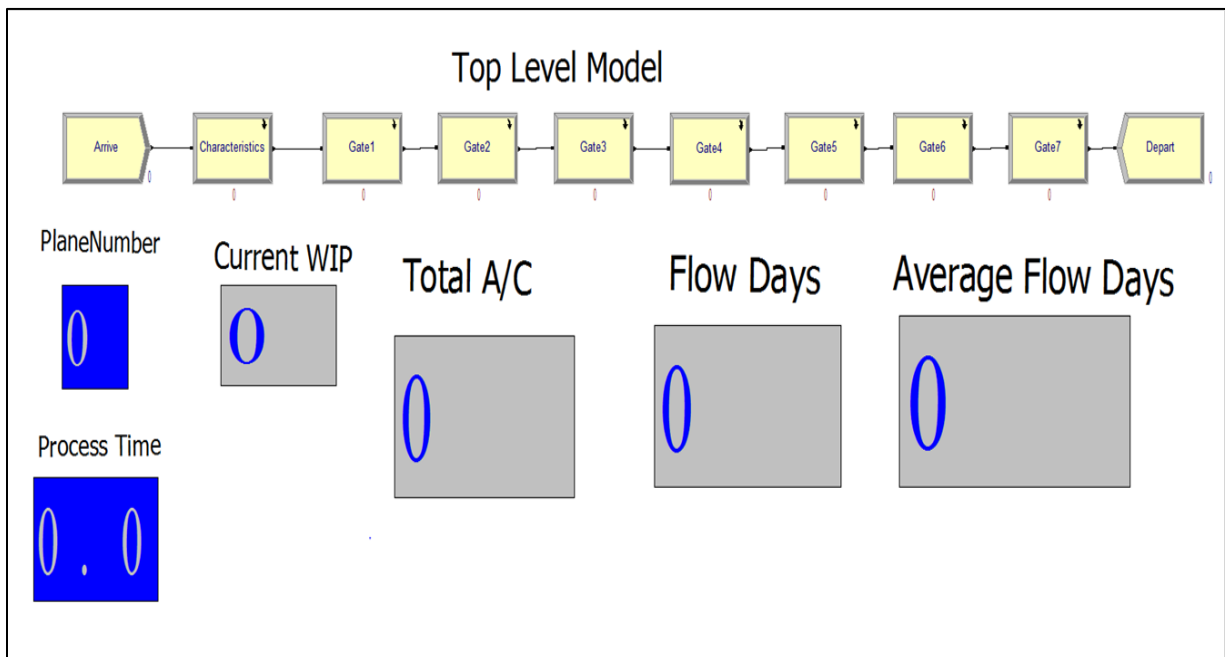 Top Level Model
Arrive Characteristics Gate1 Gate2 Gate3 Gate4 Gate5 Gate6 Gate7 Depart
0 0 0 0 0 0 0 0 0 0
PlaneNumber
Current WIP
Total A/C
Flow Days
Average Flow Days
0
0
0
0
0
Process Time
0.0